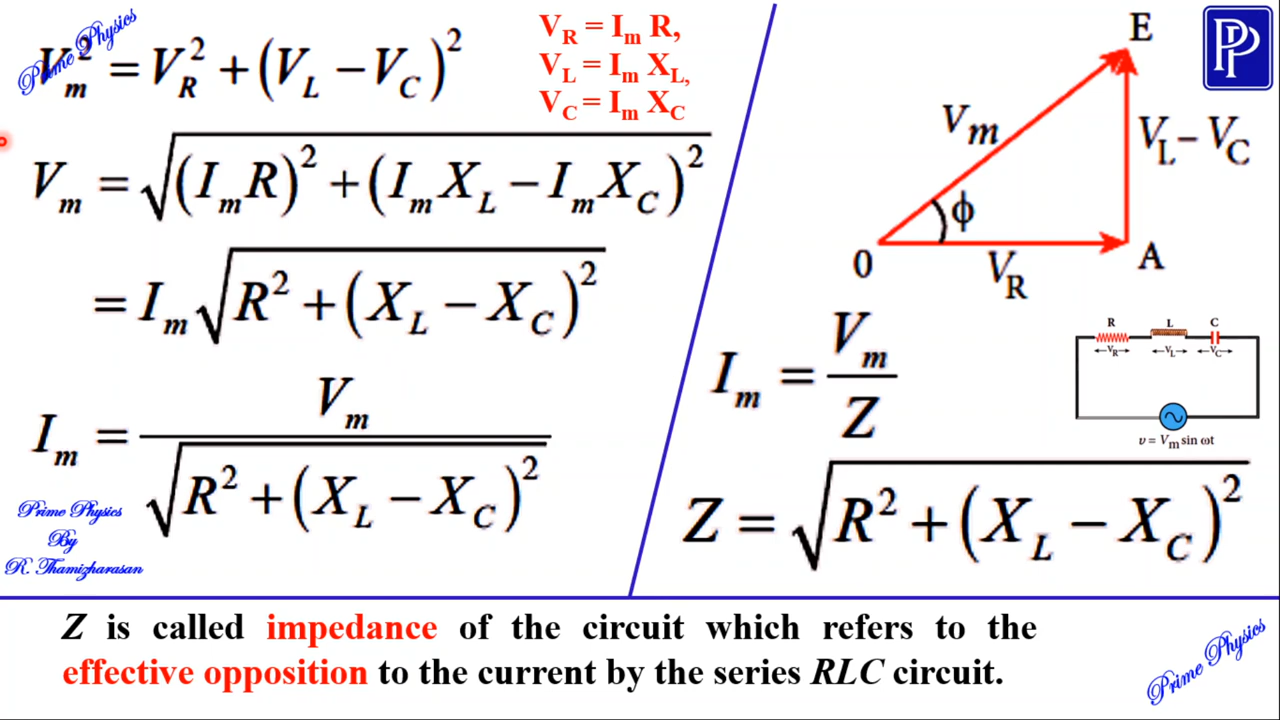 Prime Physics
V_m^2 = V_R^2 + (V_L − V_C)^2
V_R = I_m R,
V_L = I_m X_L,
V_C = I_m X_C
V_m = √((I_m R)^2 + (I_m X_L − I_m X_C)^2)
= I_m √(R^2 + (X_L − X_C)^2)
I_m = V_m / √(R^2 + (X_L − X_C)^2)
Prime Physics
By
R. Thamizharasan
PP
E
V_m
V_L − V_C
ϕ
0
V_R
A
I_m = V_m / Z
R L C
V_R V_L V_C
υ = V_m sin ωt
Z = √(R^2 + (X_L − X_C)^2)
Z is called impedance of the circuit which refers to the
effective opposition to the current by the series RLC circuit.
Prime Physics